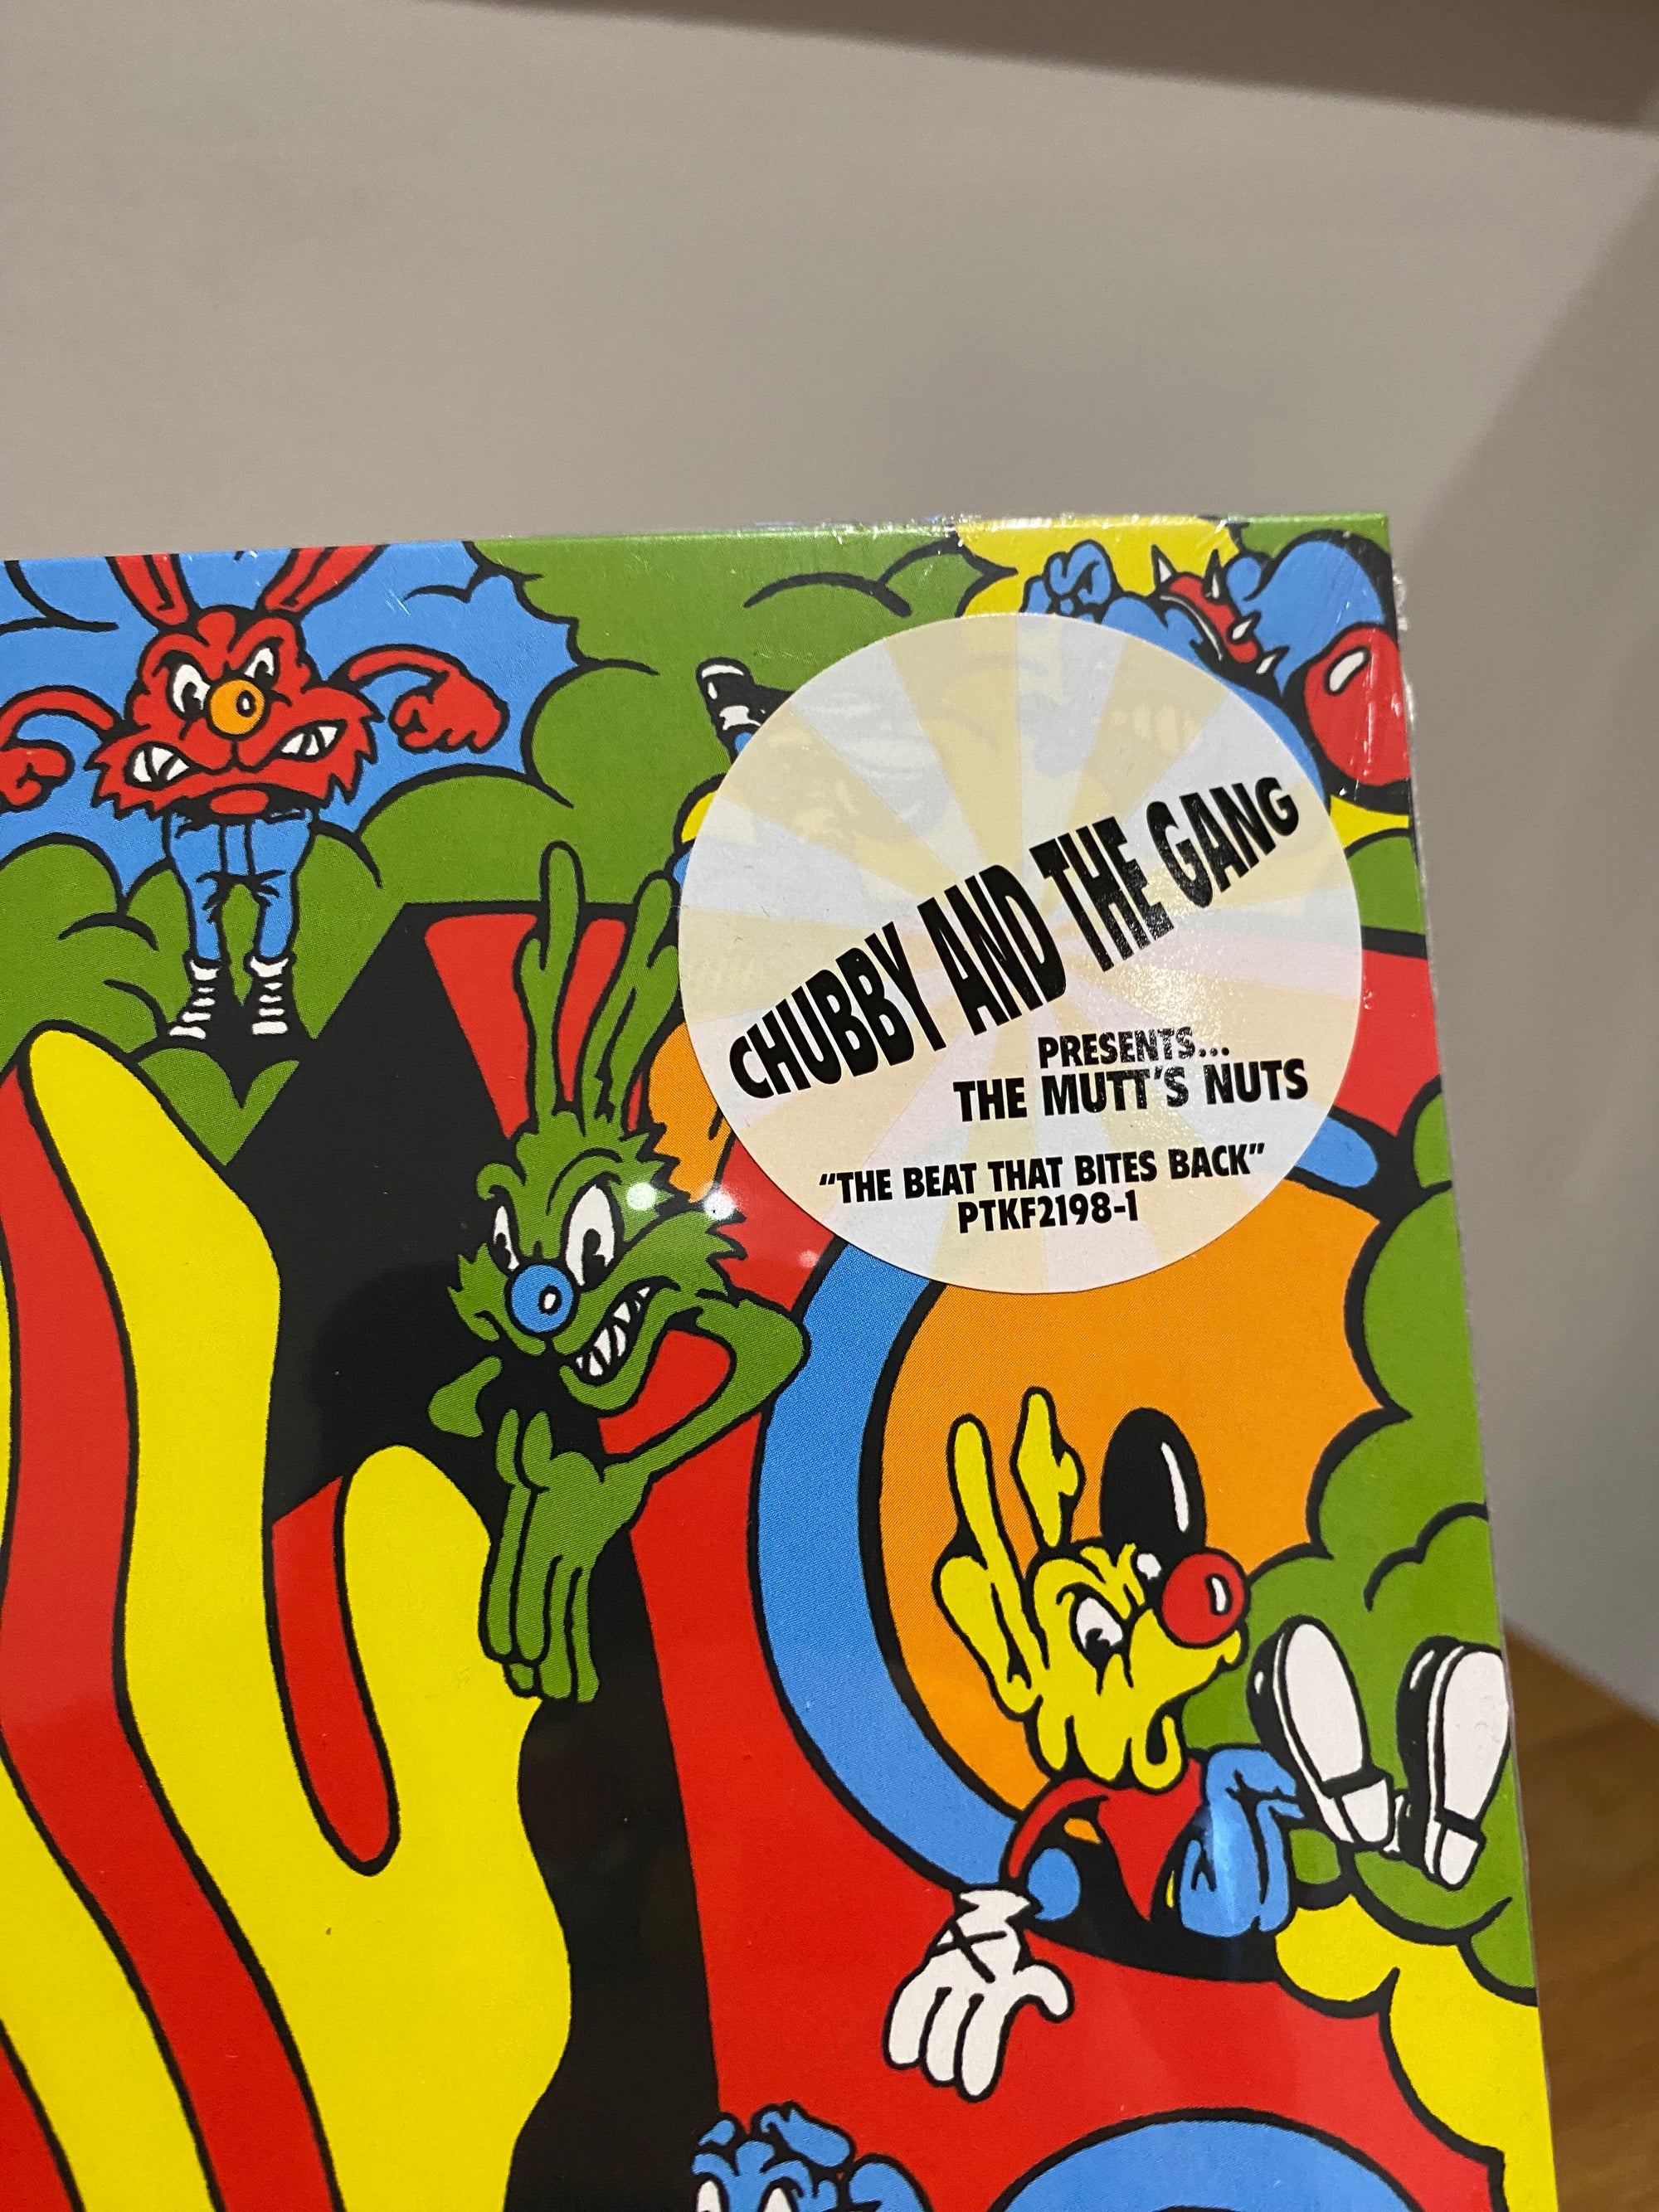 CHUBBY AND THE GANG
PRESENTS...
THE MUTT'S NUTS
"THE BEAT THAT BITES BACK"
PTKF2198-1